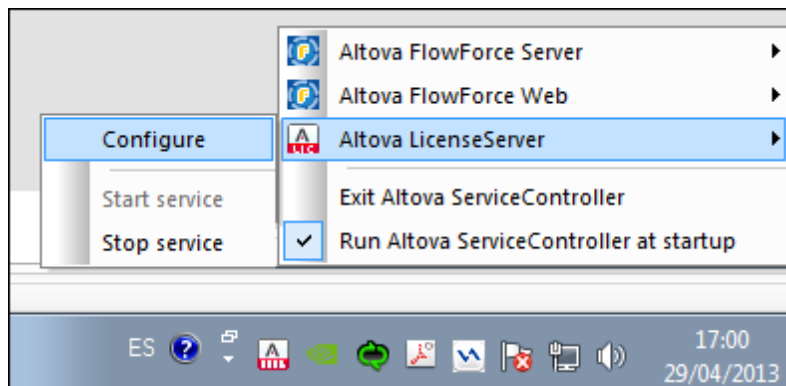 Altova FlowForce Server
Altova FlowForce Web
Altova LicenseServer
Exit Altova ServiceController
Run Altova ServiceController at startup
Configure
Start service
Stop service
ES
17:00
29/04/2013